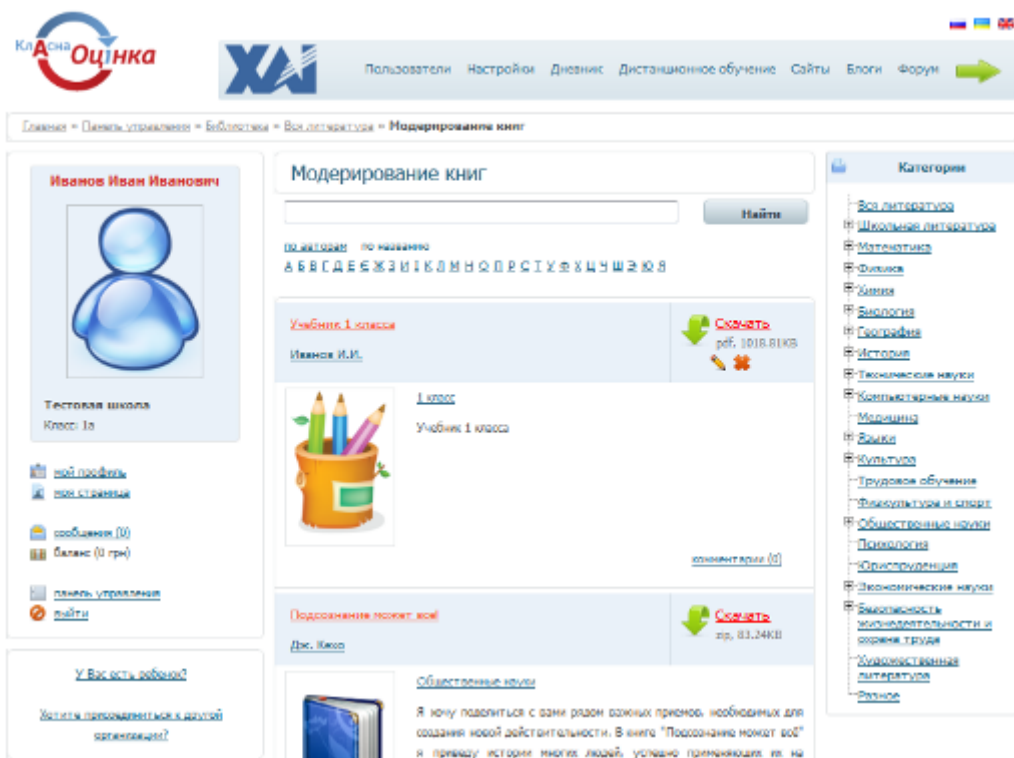 КлАсна Оцінка
ХАІ
Пользователи Настройки Дневник Дистанционное обучение Сайты Блоги Форум
Главная » Панель управления » Библиотека » Вся литература » Модерирование книг
Иванов Иван Иванович
Тестовая школа
Класс: 1а
мой профиль
моя страница
сообщения (0)
баланс (0 грн)
панель управления
выйти
У Вас есть ребенок?
Хотите присоединиться к другой
организации?
Модерирование книг
Найти
по авторам по названию
А Б В Г Д Е Є Ж З И І К Л М Н О П Р С Т У Ф Х Ц Ч Ш Э Ю Я
Учебник 1 класса
Иванов И.И.
Скачать
pdf, 1018.81KB
1 класс
Учебник 1 класса
комментарии (0)
Подсознание может всё!
Дж. Кехо
Скачать
zip, 83.24KB
Общественные науки
Я хочу поделиться с вами рядом важных приемов, необходимых для
создания новой действительности. В книге "Подсознание может всё"
я приведу истории многих людей, успешно применяющих их на
Категории
Вся литература
Школьная литература
Математика
Физика
Химия
Биология
География
История
Технические науки
Компьютерные науки
Медицина
Языки
Культура
Трудовое обучение
Физкультура и спорт
Общественные науки
Психология
Юриспруденция
Экономические науки
Безопасность
жизнедеятельности и
охрана труда
Художественная
литература
Разное